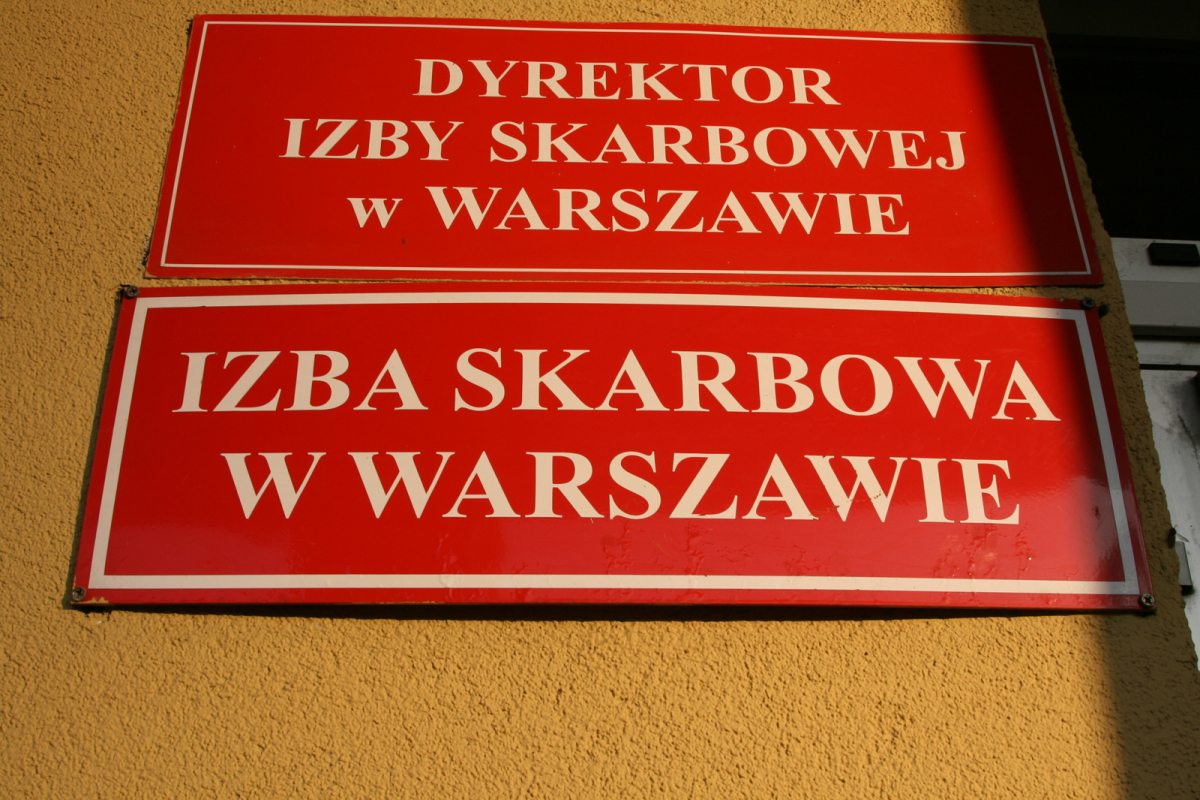 DYREKTOR
IZBY SKARBOWEJ
w WARSZAWIE
IZBA SKARBOWA
W WARSZAWIE